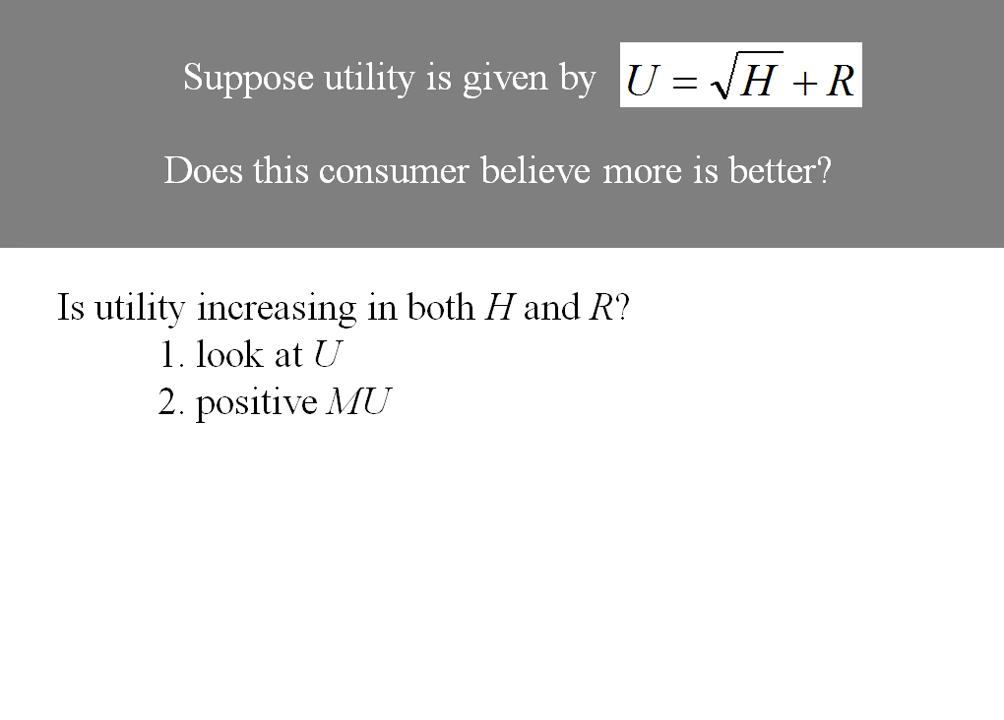 Suppose utility is given by U = √H + R
Does this consumer believe more is better?
Is utility increasing in both H and R?
1. look at U
2. positive MU